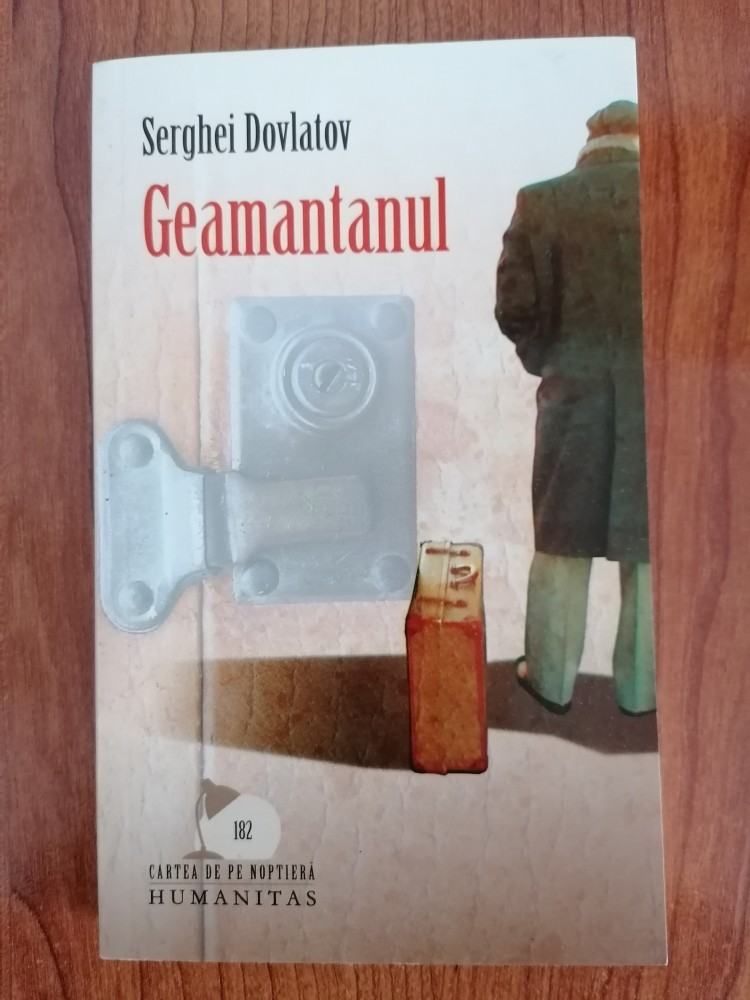 Serghei Dovlatov
Geamantanul
182
CARTEA DE PE NOPTIERĂ
HUMANITAS